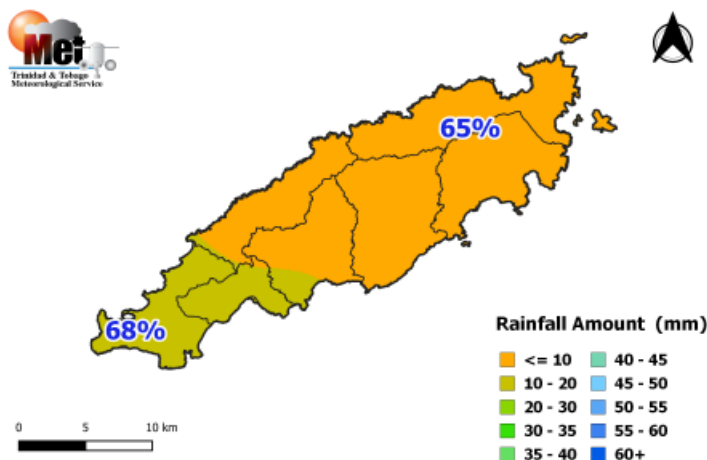 Met
Trinidad & Tobago
Meteorological Service
65%
68%
Rainfall Amount (mm)
<= 10
10 - 20
20 - 30
30 - 35
35 - 40
40 - 45
45 - 50
50 - 55
55 - 60
60+
0 5 10 km